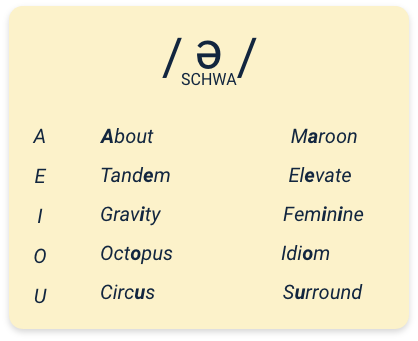 /ə/
SCHWA
A About Maroon
E Tandem Elevate
I Gravity Feminine
O Octopus Idiom
U Circus Surround